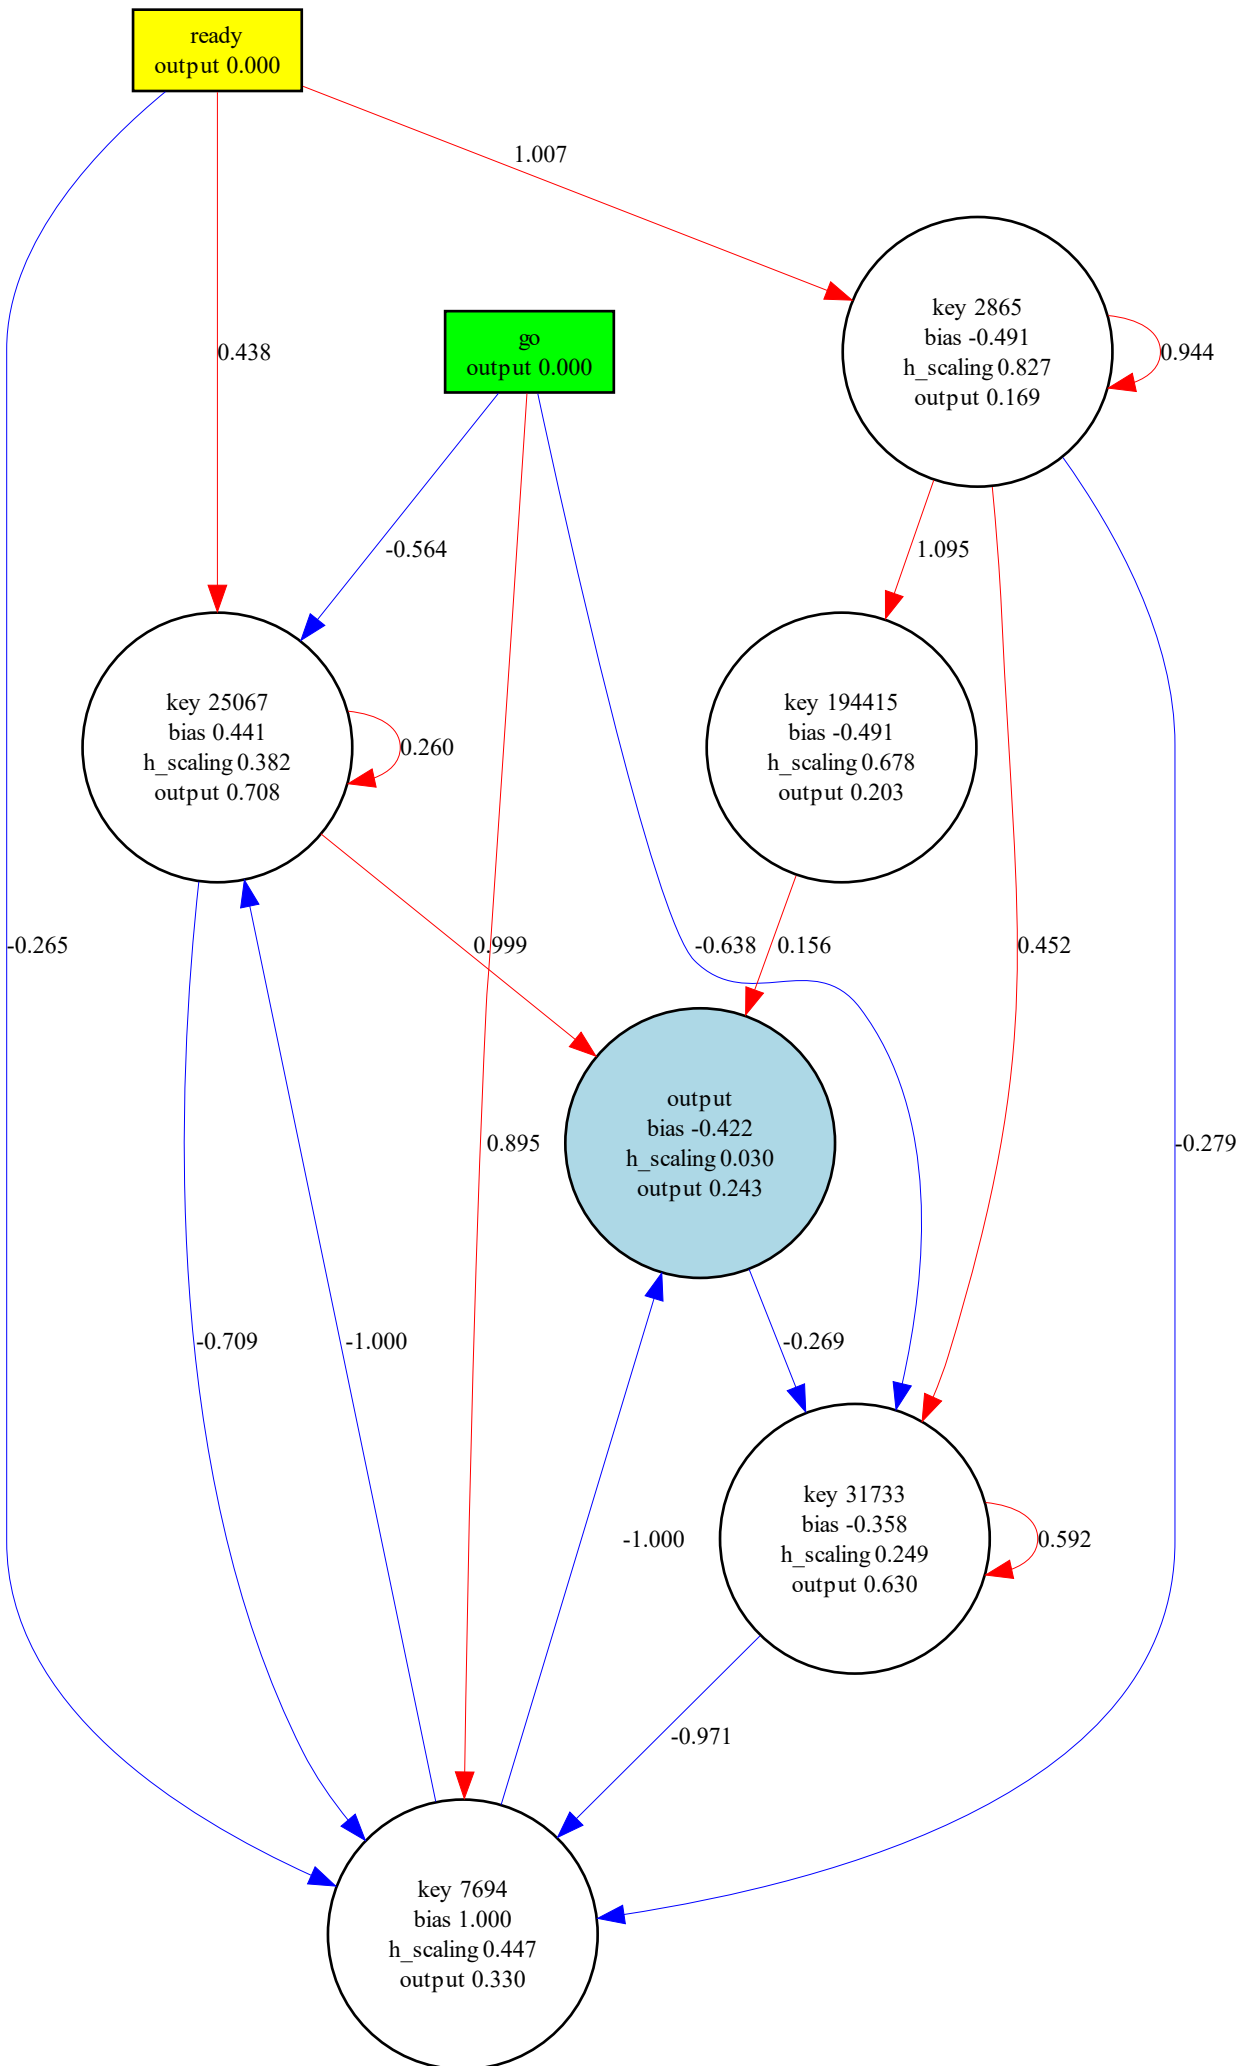 ready
output 0.000
1.007
go
output 0.000
key 2865
bias -0.491
h_scaling 0.827
output 0.169
0.944
0.438
-0.564
1.095
key 25067
bias 0.441
h_scaling 0.382
output 0.708
0.260
key 194415
bias -0.491
h_scaling 0.678
output 0.203
-0.265
0.999
-0.638
0.156
0.452
output
bias -0.422
h_scaling 0.030
output 0.243
0.895
-0.279
-0.709
-1.000
-0.269
key 31733
bias -0.358
h_scaling 0.249
output 0.630
-1.000
0.592
-0.971
key 7694
bias 1.000
h_scaling 0.447
output 0.330